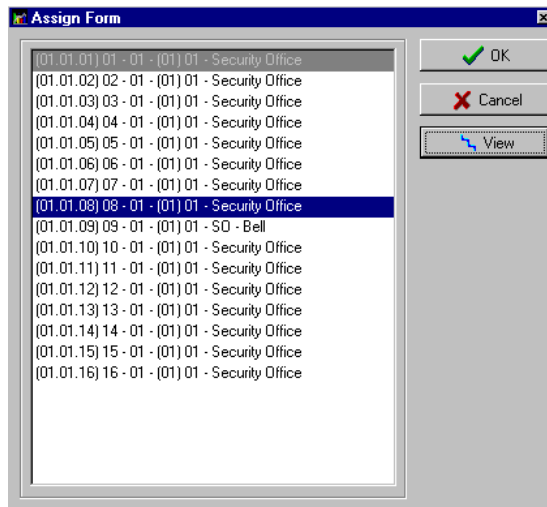 Assign Form
(01.01.01) 01 - 01 - (01) 01 - Security Office
(01.01.02) 02 - 01 - (01) 01 - Security Office
(01.01.03) 03 - 01 - (01) 01 - Security Office
(01.01.04) 04 - 01 - (01) 01 - Security Office
(01.01.05) 05 - 01 - (01) 01 - Security Office
(01.01.06) 06 - 01 - (01) 01 - Security Office
(01.01.07) 07 - 01 - (01) 01 - Security Office
(01.01.08) 08 - 01 - (01) 01 - Security Office
(01.01.09) 09 - 01 - (01) 01 - SO - Bell
(01.01.10) 10 - 01 - (01) 01 - Security Office
(01.01.11) 11 - 01 - (01) 01 - Security Office
(01.01.12) 12 - 01 - (01) 01 - Security Office
(01.01.13) 13 - 01 - (01) 01 - Security Office
(01.01.14) 14 - 01 - (01) 01 - Security Office
(01.01.15) 15 - 01 - (01) 01 - Security Office
(01.01.16) 16 - 01 - (01) 01 - Security Office
OK
Cancel
View